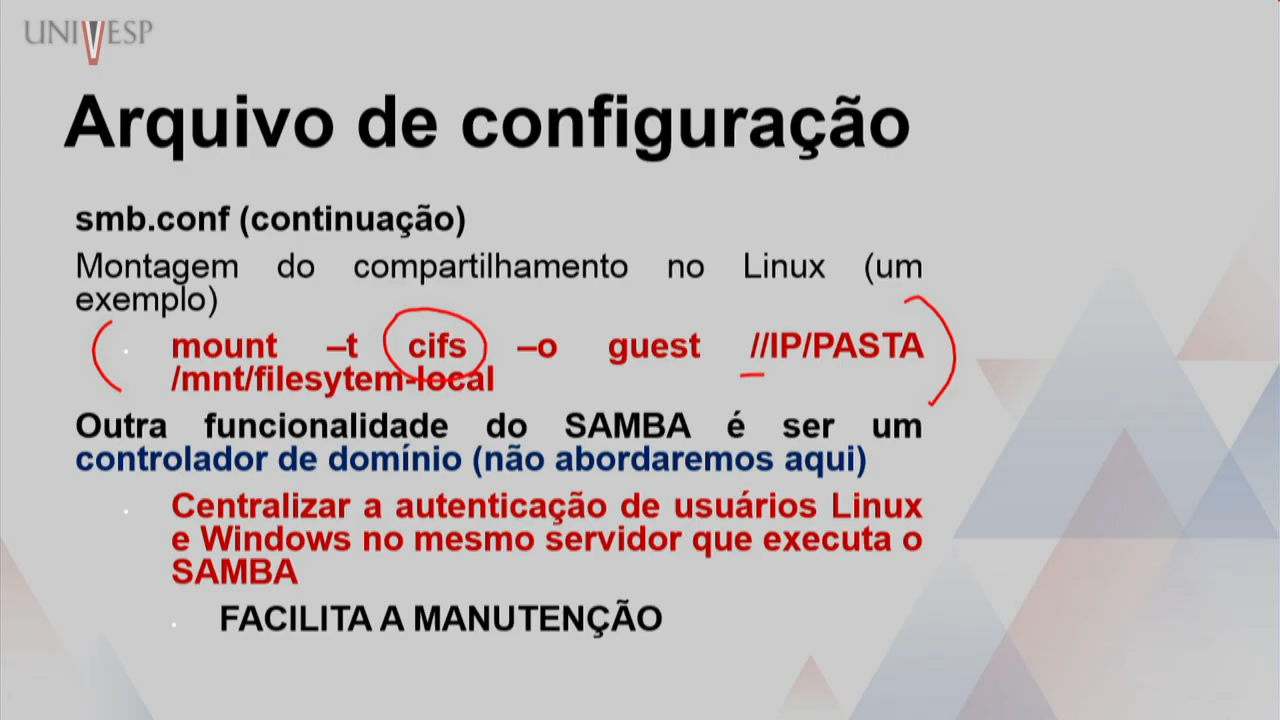 UNIVESP
Arquivo de configuração
smb.conf (continuação)
Montagem do compartilhamento no Linux (um
exemplo)
mount –t cifs –o guest //IP/PASTA
/mnt/filesytem-local
Outra funcionalidade do SAMBA é ser um
controlador de domínio (não abordaremos aqui)
Centralizar a autenticação de usuários Linux
e Windows no mesmo servidor que executa o
SAMBA
FACILITA A MANUTENÇÃO